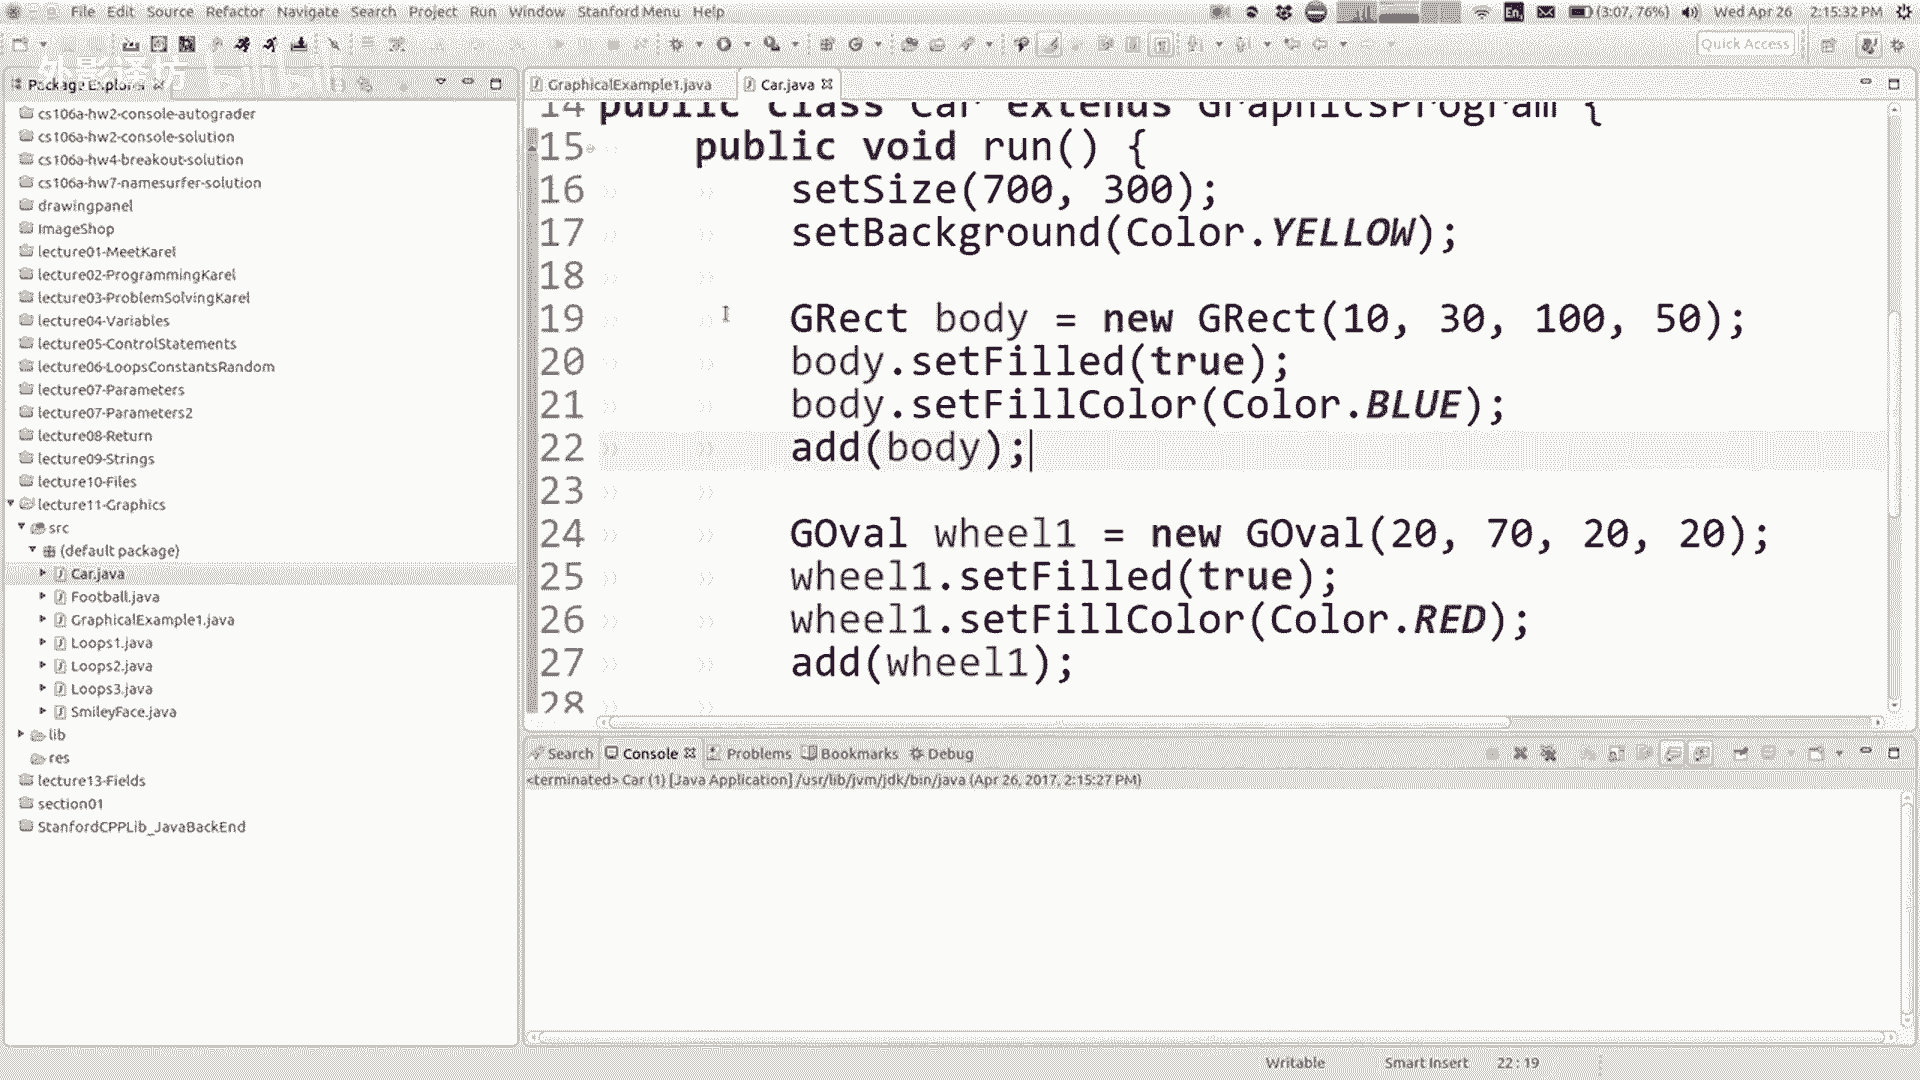 File Edit Source Refactor Navigate Search Project Run Window Stanford Menu Help
En
(3:07, 76%)
Wed Apr 26 2:15:32 PM
Quick Access
外影译坊 bilibili
Package Explorer
cs106a-hw2-console-autograder
cs106a-hw2-console-solution
cs106a-hw4-breakout-solution
cs106a-hw7-namesurfer-solution
drawingpanel
ImageShop
lecture01-MeetKarel
lecture02-ProgrammingKarel
lecture03-ProblemSolvingKarel
lecture04-Variables
lecture05-ControlStatements
lecture06-LoopsConstantsRandom
lecture07-Parameters
lecture07-Parameters2
lecture08-Return
lecture09-Strings
lecture10-Files
lecture11-Graphics
src
(default package)
Car.java
Football.java
GraphicalExample1.java
Loops1.java
Loops2.java
Loops3.java
SmileyFace.java
lib
res
lecture13-Fields
section01
StanfordCPPLib_JavaBackEnd
GraphicalExample1.java Car.java
14 public class Car extends GraphicsProgram {
15 public void run() {
16 setSize(700, 300);
17 setBackground(Color.YELLOW);
18
19 GRect body = new GRect(10, 30, 100, 50);
20 body.setFilled(true);
21 body.setFillColor(Color.BLUE);
22 add(body);
23
24 GOval wheel1 = new GOval(20, 70, 20, 20);
25 wheel1.setFilled(true);
26 wheel1.setFillColor(Color.RED);
27 add(wheel1);
28
Search Console Problems Bookmarks Debug
<terminated> Car (1) [Java Application] /usr/lib/jvm/jdk/bin/java (Apr 26, 2017, 2:15:27 PM)
Writable Smart Insert 22 : 19